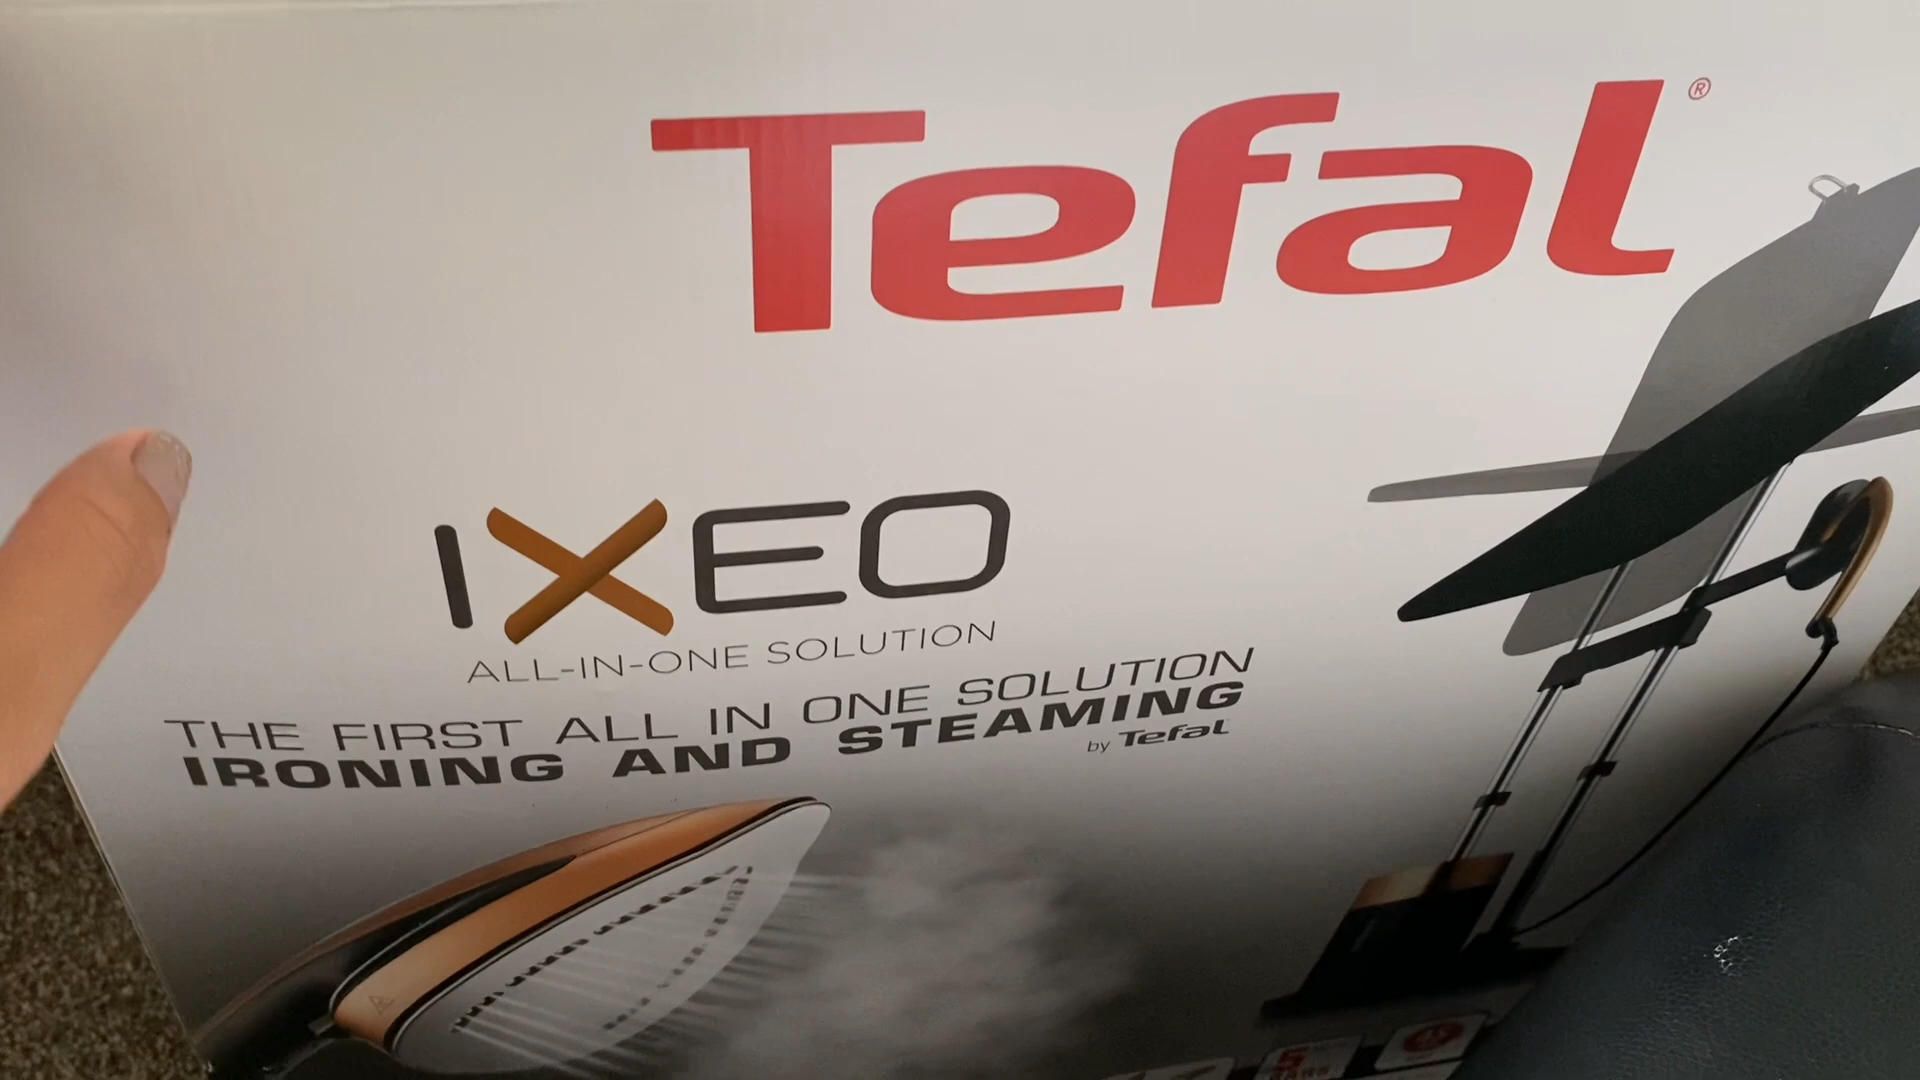 Tefal®
IXEO
ALL-IN-ONE SOLUTION
THE FIRST ALL IN ONE SOLUTION
IRONING AND STEAMING
by Tefal